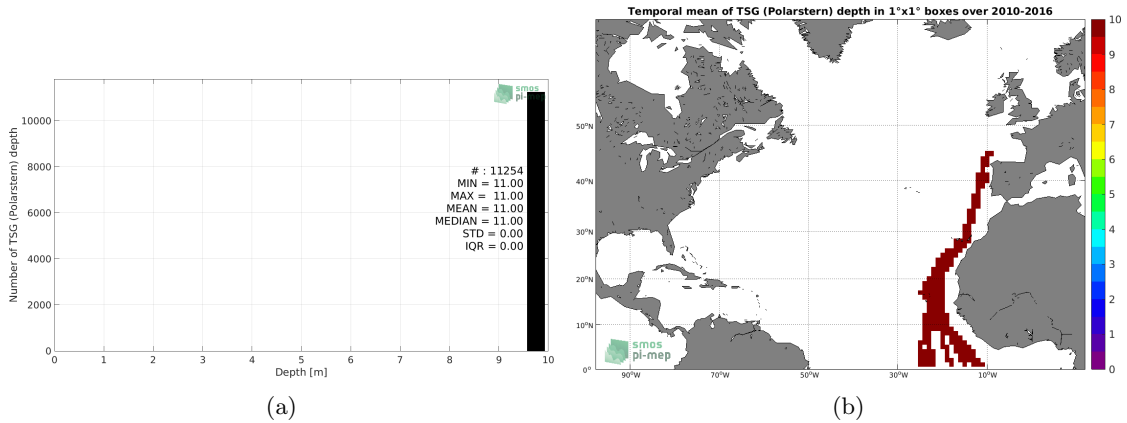 smos
pi-mep
Number of TSG (Polarstern) depth
10000
8000
6000
4000
2000
0
# : 11254
MIN = 11.00
MAX = 11.00
MEAN = 11.00
MEDIAN = 11.00
STD = 0.00
IQR = 0.00
0 1 2 3 4 5 6 7 8 9 10
Depth [m]
(a)
Temporal mean of TSG (Polarstern) depth in 1°x1° boxes over 2010-2016
50°N
40°N
30°N
20°N
10°N
0°
90°W 70°W 50°W 30°W 10°W
smos
pi-mep
10
9
8
7
6
5
4
3
2
1
0
(b)